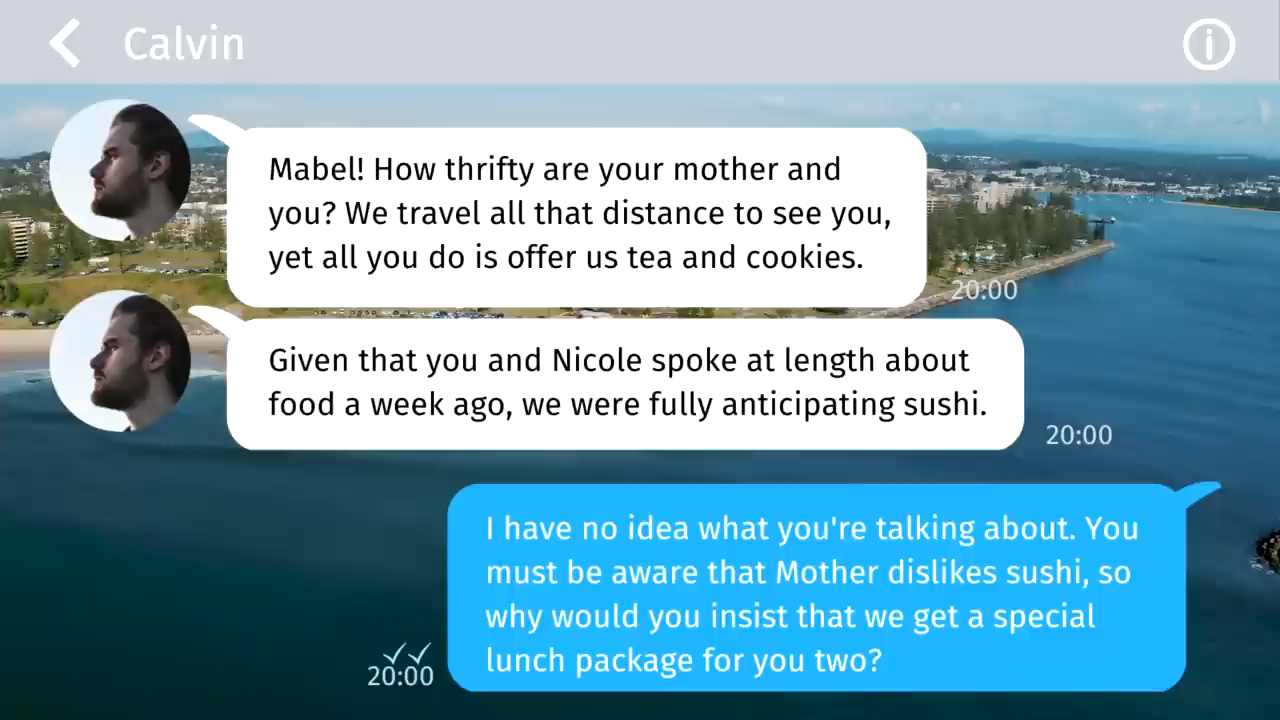 Calvin
Mabel! How thrifty are your mother and
you? We travel all that distance to see you,
yet all you do is offer us tea and cookies.
20:00
Given that you and Nicole spoke at length about
food a week ago, we were fully anticipating sushi.
20:00
I have no idea what you're talking about. You
must be aware that Mother dislikes sushi, so
why would you insist that we get a special
lunch package for you two?
20:00